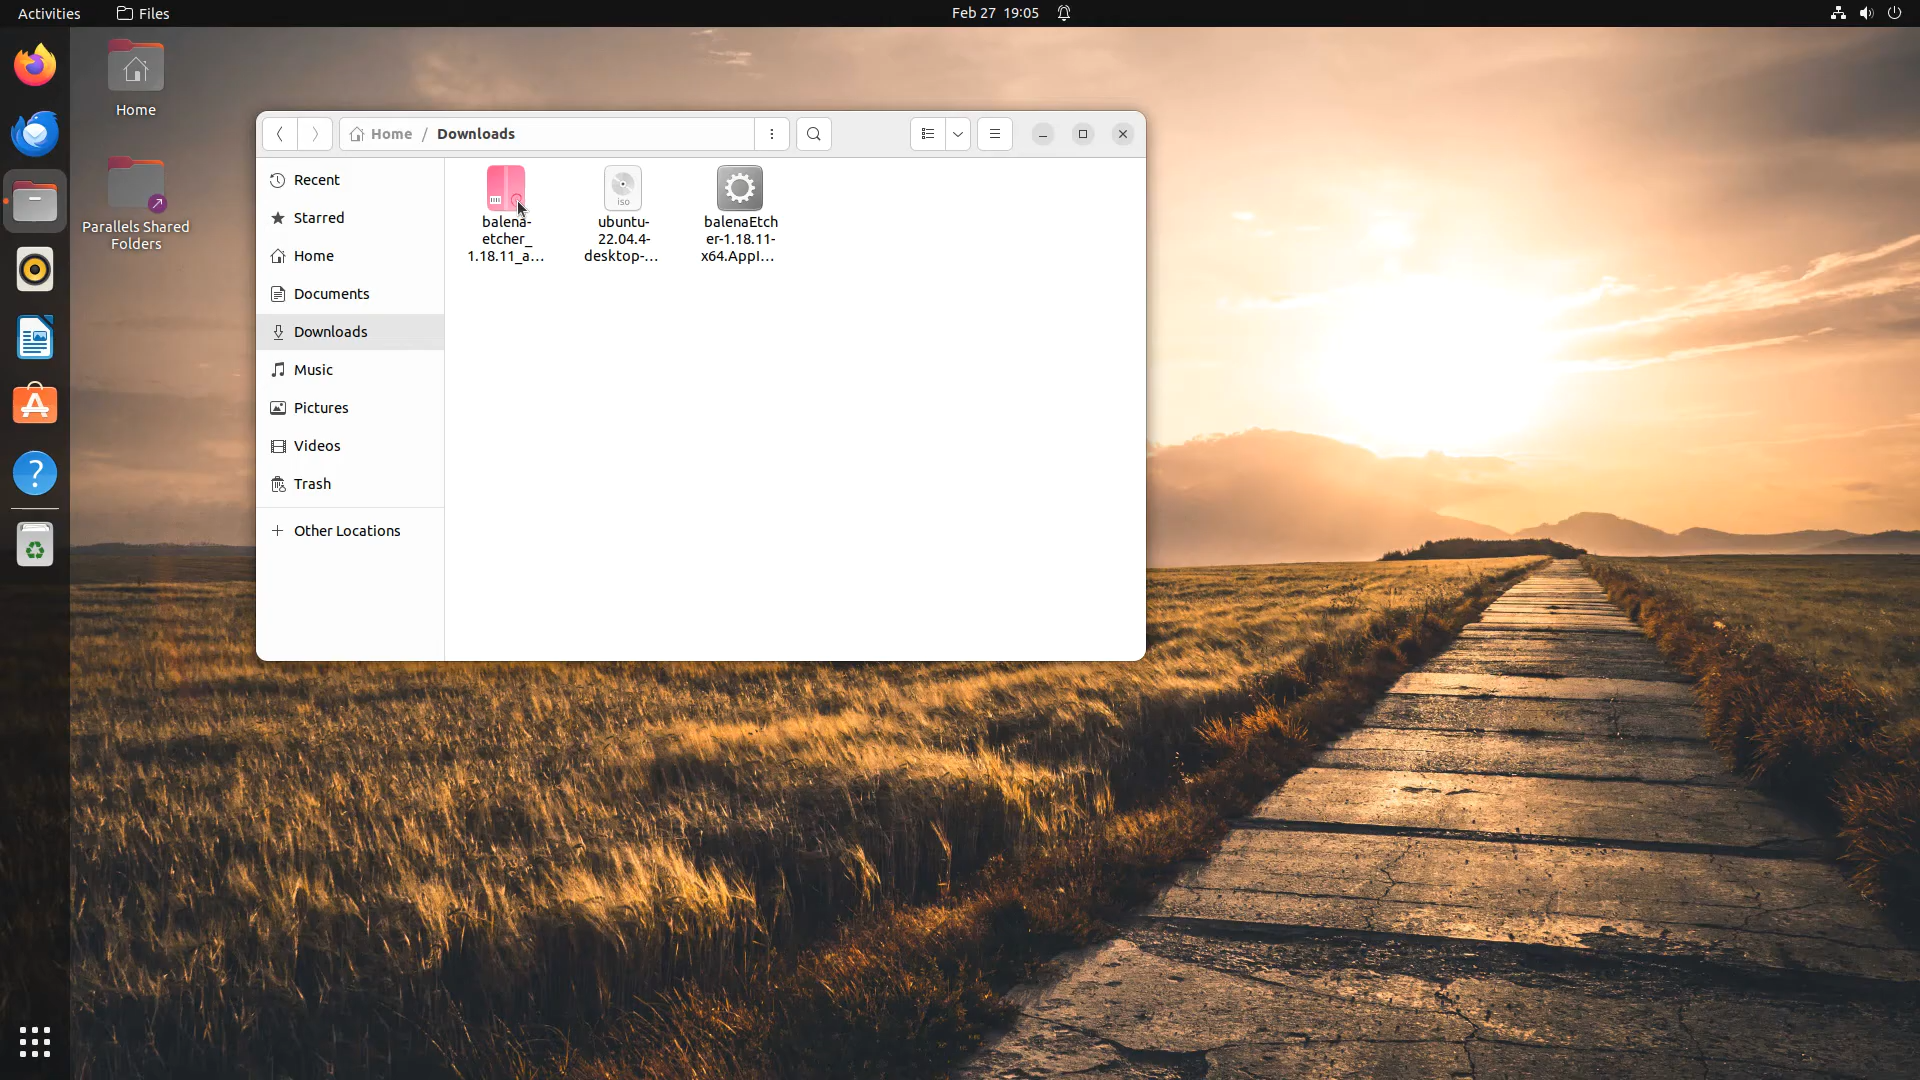 Activities
Files
Feb 27 19:05
Home
Parallels Shared
Folders
Home / Downloads
Recent
Starred
Home
Documents
Downloads
Music
Pictures
Videos
Trash
+ Other Locations
balena-
etcher_
1.18.11_a...
iso
ubuntu-
22.04.4-
desktop-...
balenaEtch
er-1.18.11-
x64.AppI...
?